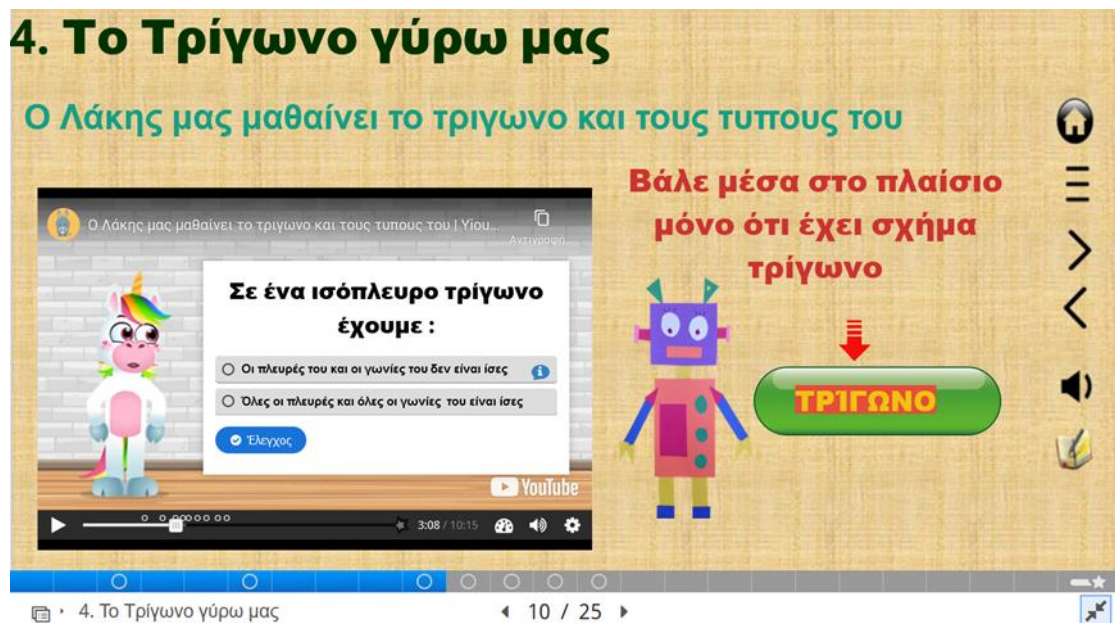 4. Το Τρίγωνο γύρω μας
Ο Λάκης μας μαθαίνει το τριγωνο και τους τυπους του
Ο Λάκης μας μαθαίνει το τριγωνο και τους τυπους του | Yiou...
Αντιγραφή...
Σε ένα ισόπλευρο τρίγωνο
έχουμε :
Οι πλευρές του και οι γωνίες του δεν είναι ίσες
Όλες οι πλευρές και όλες οι γωνίες του είναι ίσες
Έλεγχος
YouTube
3:08 / 10:15
Βάλε μέσα στο πλαίσιο
μόνο ότι έχει σχήμα
τρίγωνο
ΤΡΊΓΩΝΟ
4. Το Τρίγωνο γύρω μας
10 / 25